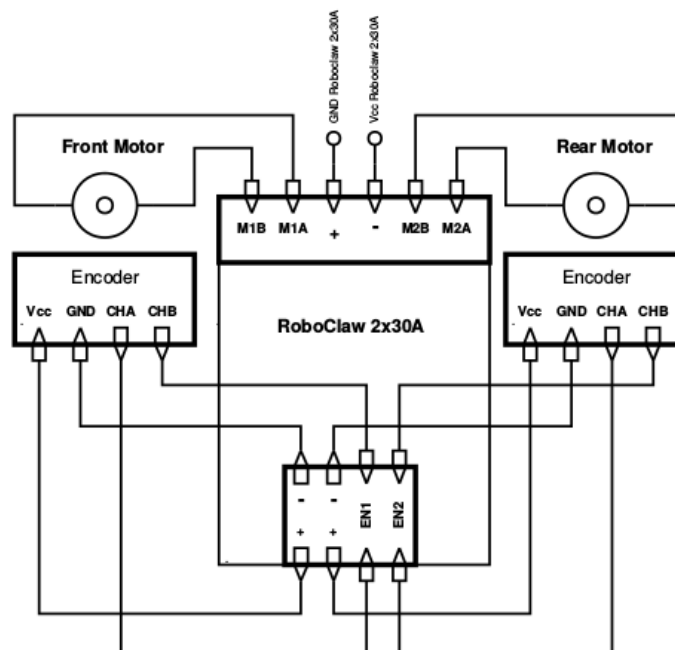 GND Roboclaw 2x30A
Vcc Roboclaw 2x30A
Front Motor
Rear Motor
M1B M1A + - M2B M2A
Encoder
Vcc GND CHA CHB
Encoder
Vcc GND CHA CHB
RoboClaw 2x30A
- - EN1 EN2
+ +